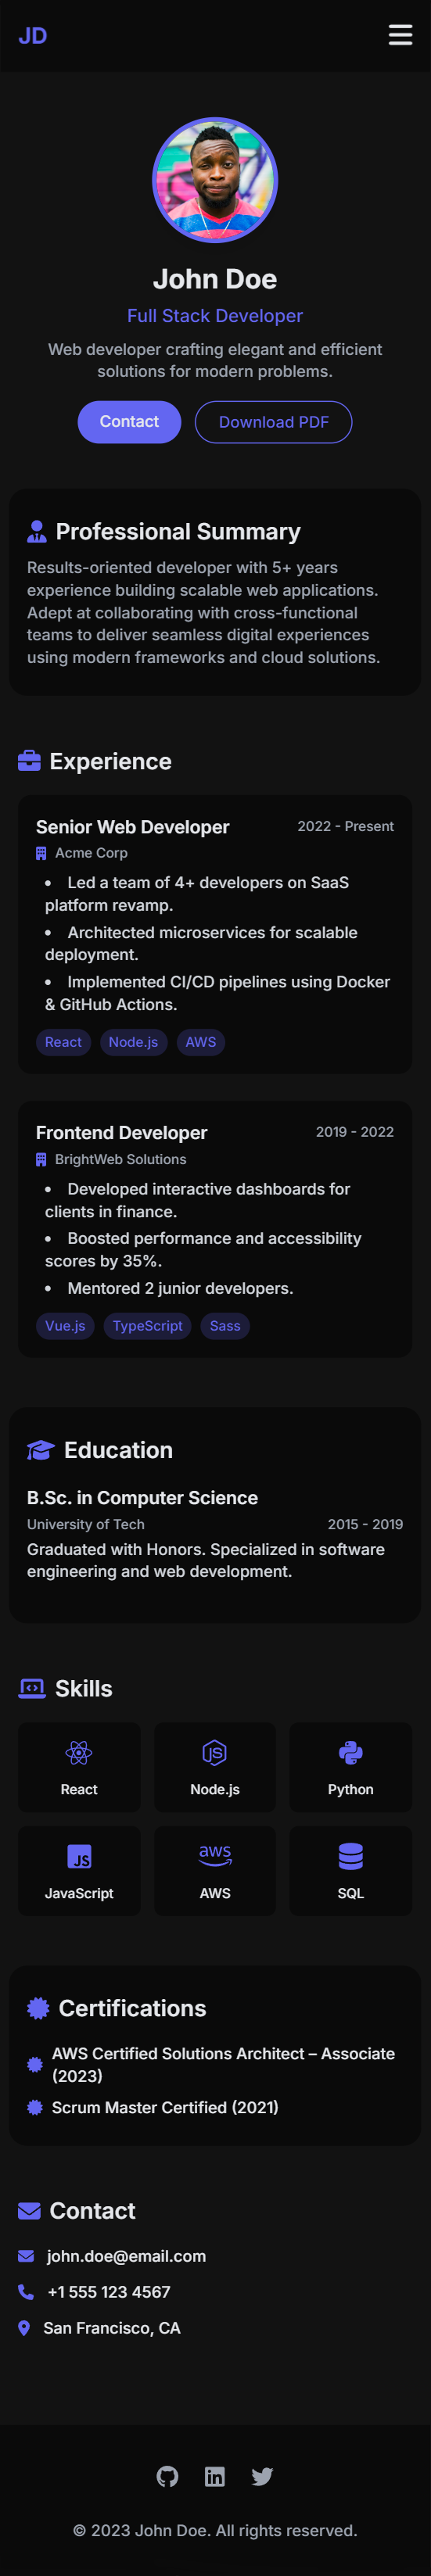 JD
John Doe
Full Stack Developer
Web developer crafting elegant and efficient
solutions for modern problems.
Contact
Download PDF
Professional Summary
Results-oriented developer with 5+ years
experience building scalable web applications.
Adept at collaborating with cross-functional
teams to deliver seamless digital experiences
using modern frameworks and cloud solutions.
Experience
Senior Web Developer
2022 - Present
Acme Corp
• Led a team of 4+ developers on SaaS
platform revamp.
• Architected microservices for scalable
deployment.
• Implemented CI/CD pipelines using Docker
& GitHub Actions.
React
Node.js
AWS
Frontend Developer
2019 - 2022
BrightWeb Solutions
• Developed interactive dashboards for
clients in finance.
• Boosted performance and accessibility
scores by 35%.
• Mentored 2 junior developers.
Vue.js
TypeScript
Sass
Education
B.Sc. in Computer Science
University of Tech
2015 - 2019
Graduated with Honors. Specialized in software
engineering and web development.
Skills
React
JS
Node.js
Python
JS
JavaScript
aws
AWS
SQL
Certifications
AWS Certified Solutions Architect – Associate
(2023)
Scrum Master Certified (2021)
Contact
john.doe@email.com
+1 555 123 4567
San Francisco, CA
in
© 2023 John Doe. All rights reserved.